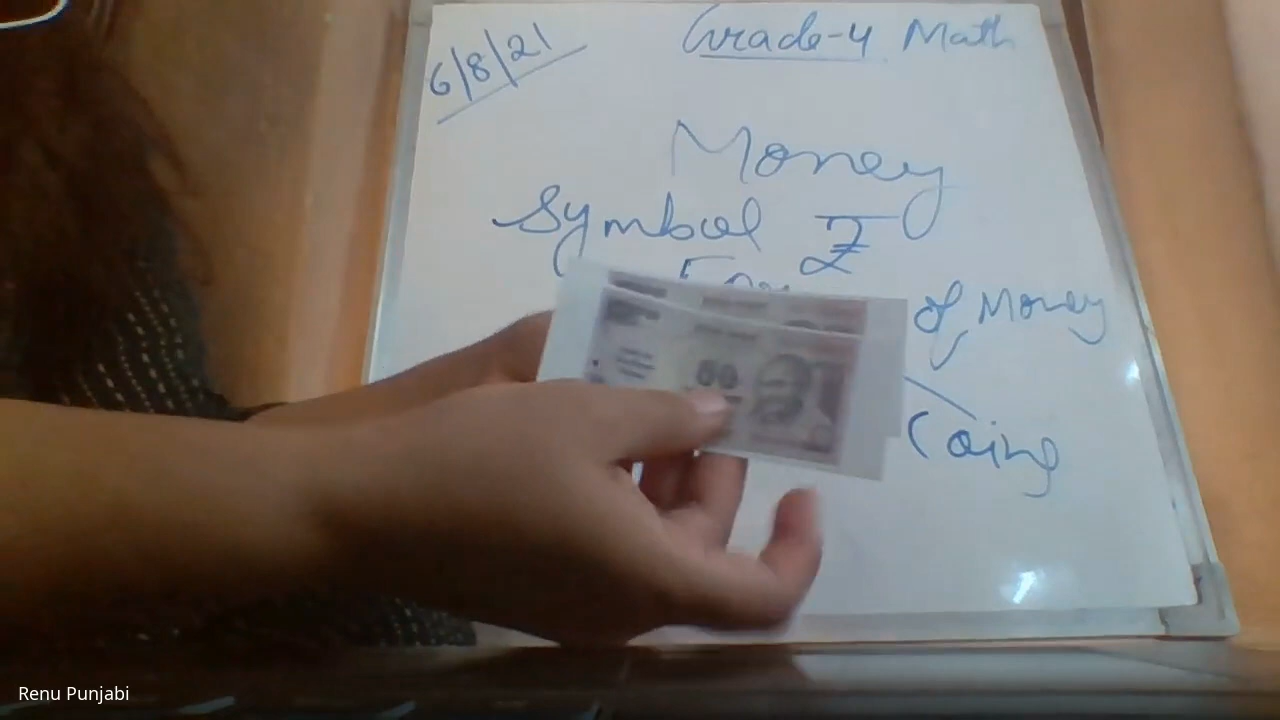 6/8/21
Grade-4 Math
Money
Symbol ₹
of Money
Coins
Renu Punjabi